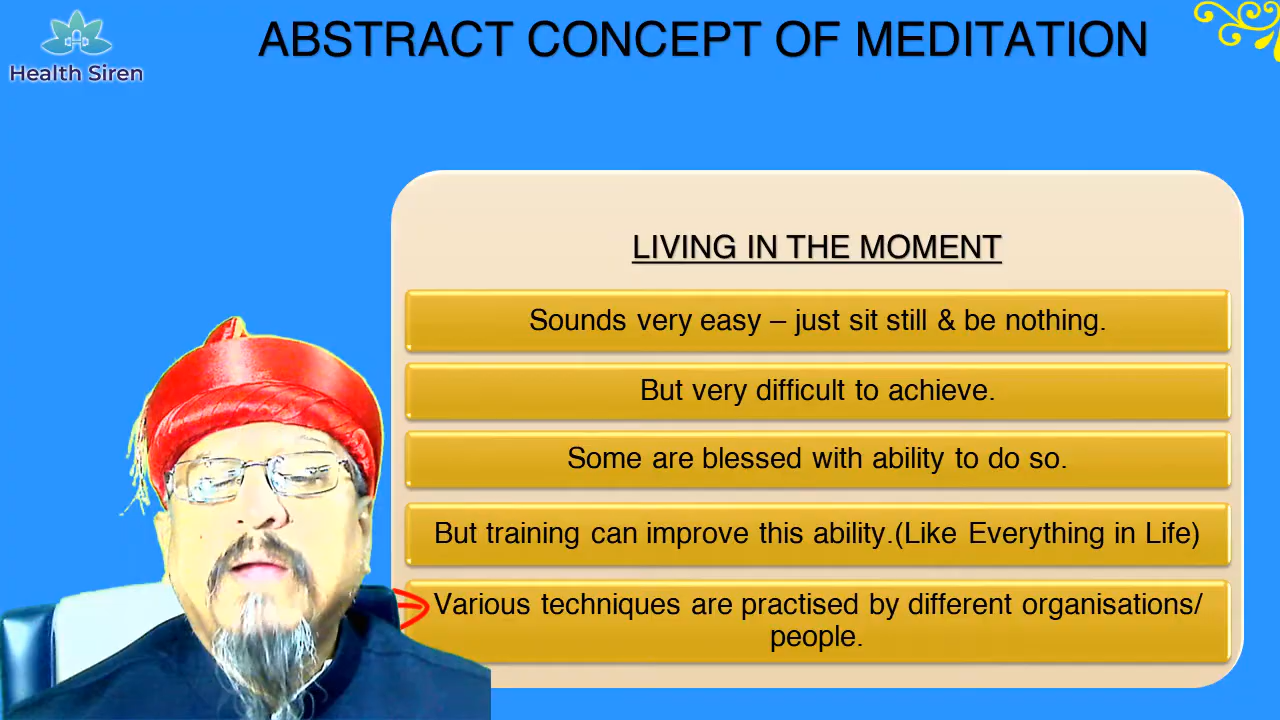 Health Siren
ABSTRACT CONCEPT OF MEDITATION
LIVING IN THE MOMENT
Sounds very easy – just sit still & be nothing.
But very difficult to achieve.
Some are blessed with ability to do so.
But training can improve this ability.(Like Everything in Life)
Various techniques are practised by different organisations/
people.